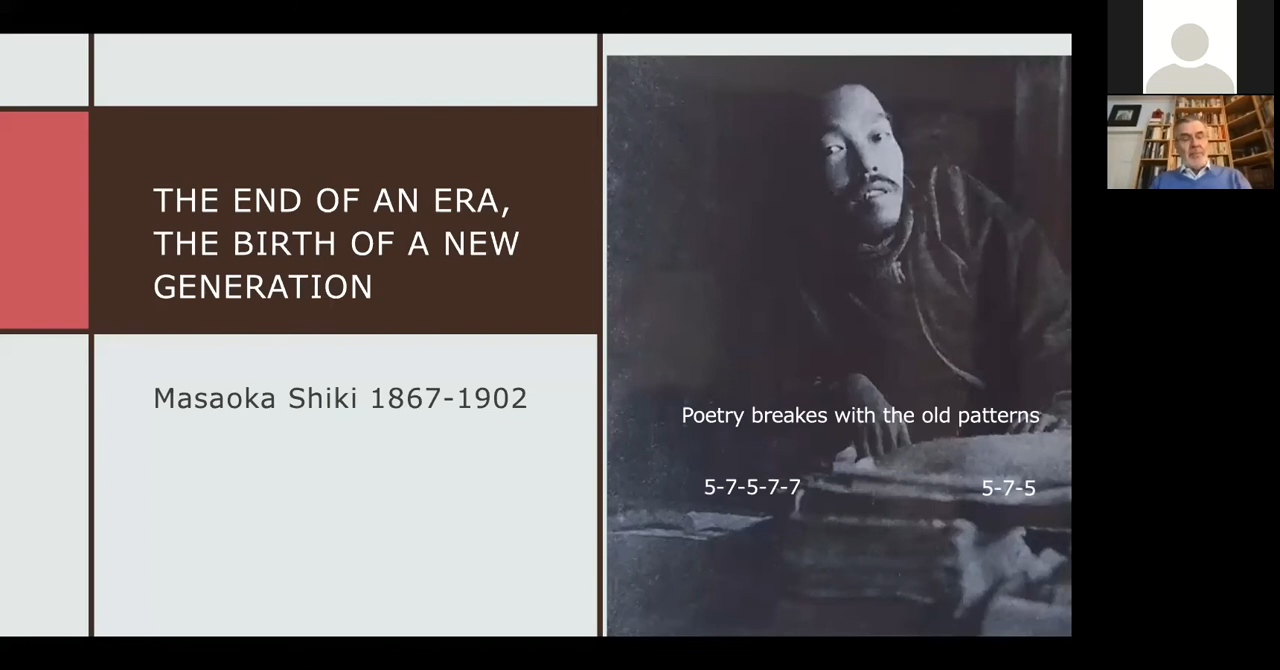 THE END OF AN ERA,
THE BIRTH OF A NEW
GENERATION
Masaoka Shiki 1867-1902
Poetry breakes with the old patterns
5-7-5-7-7 5-7-5